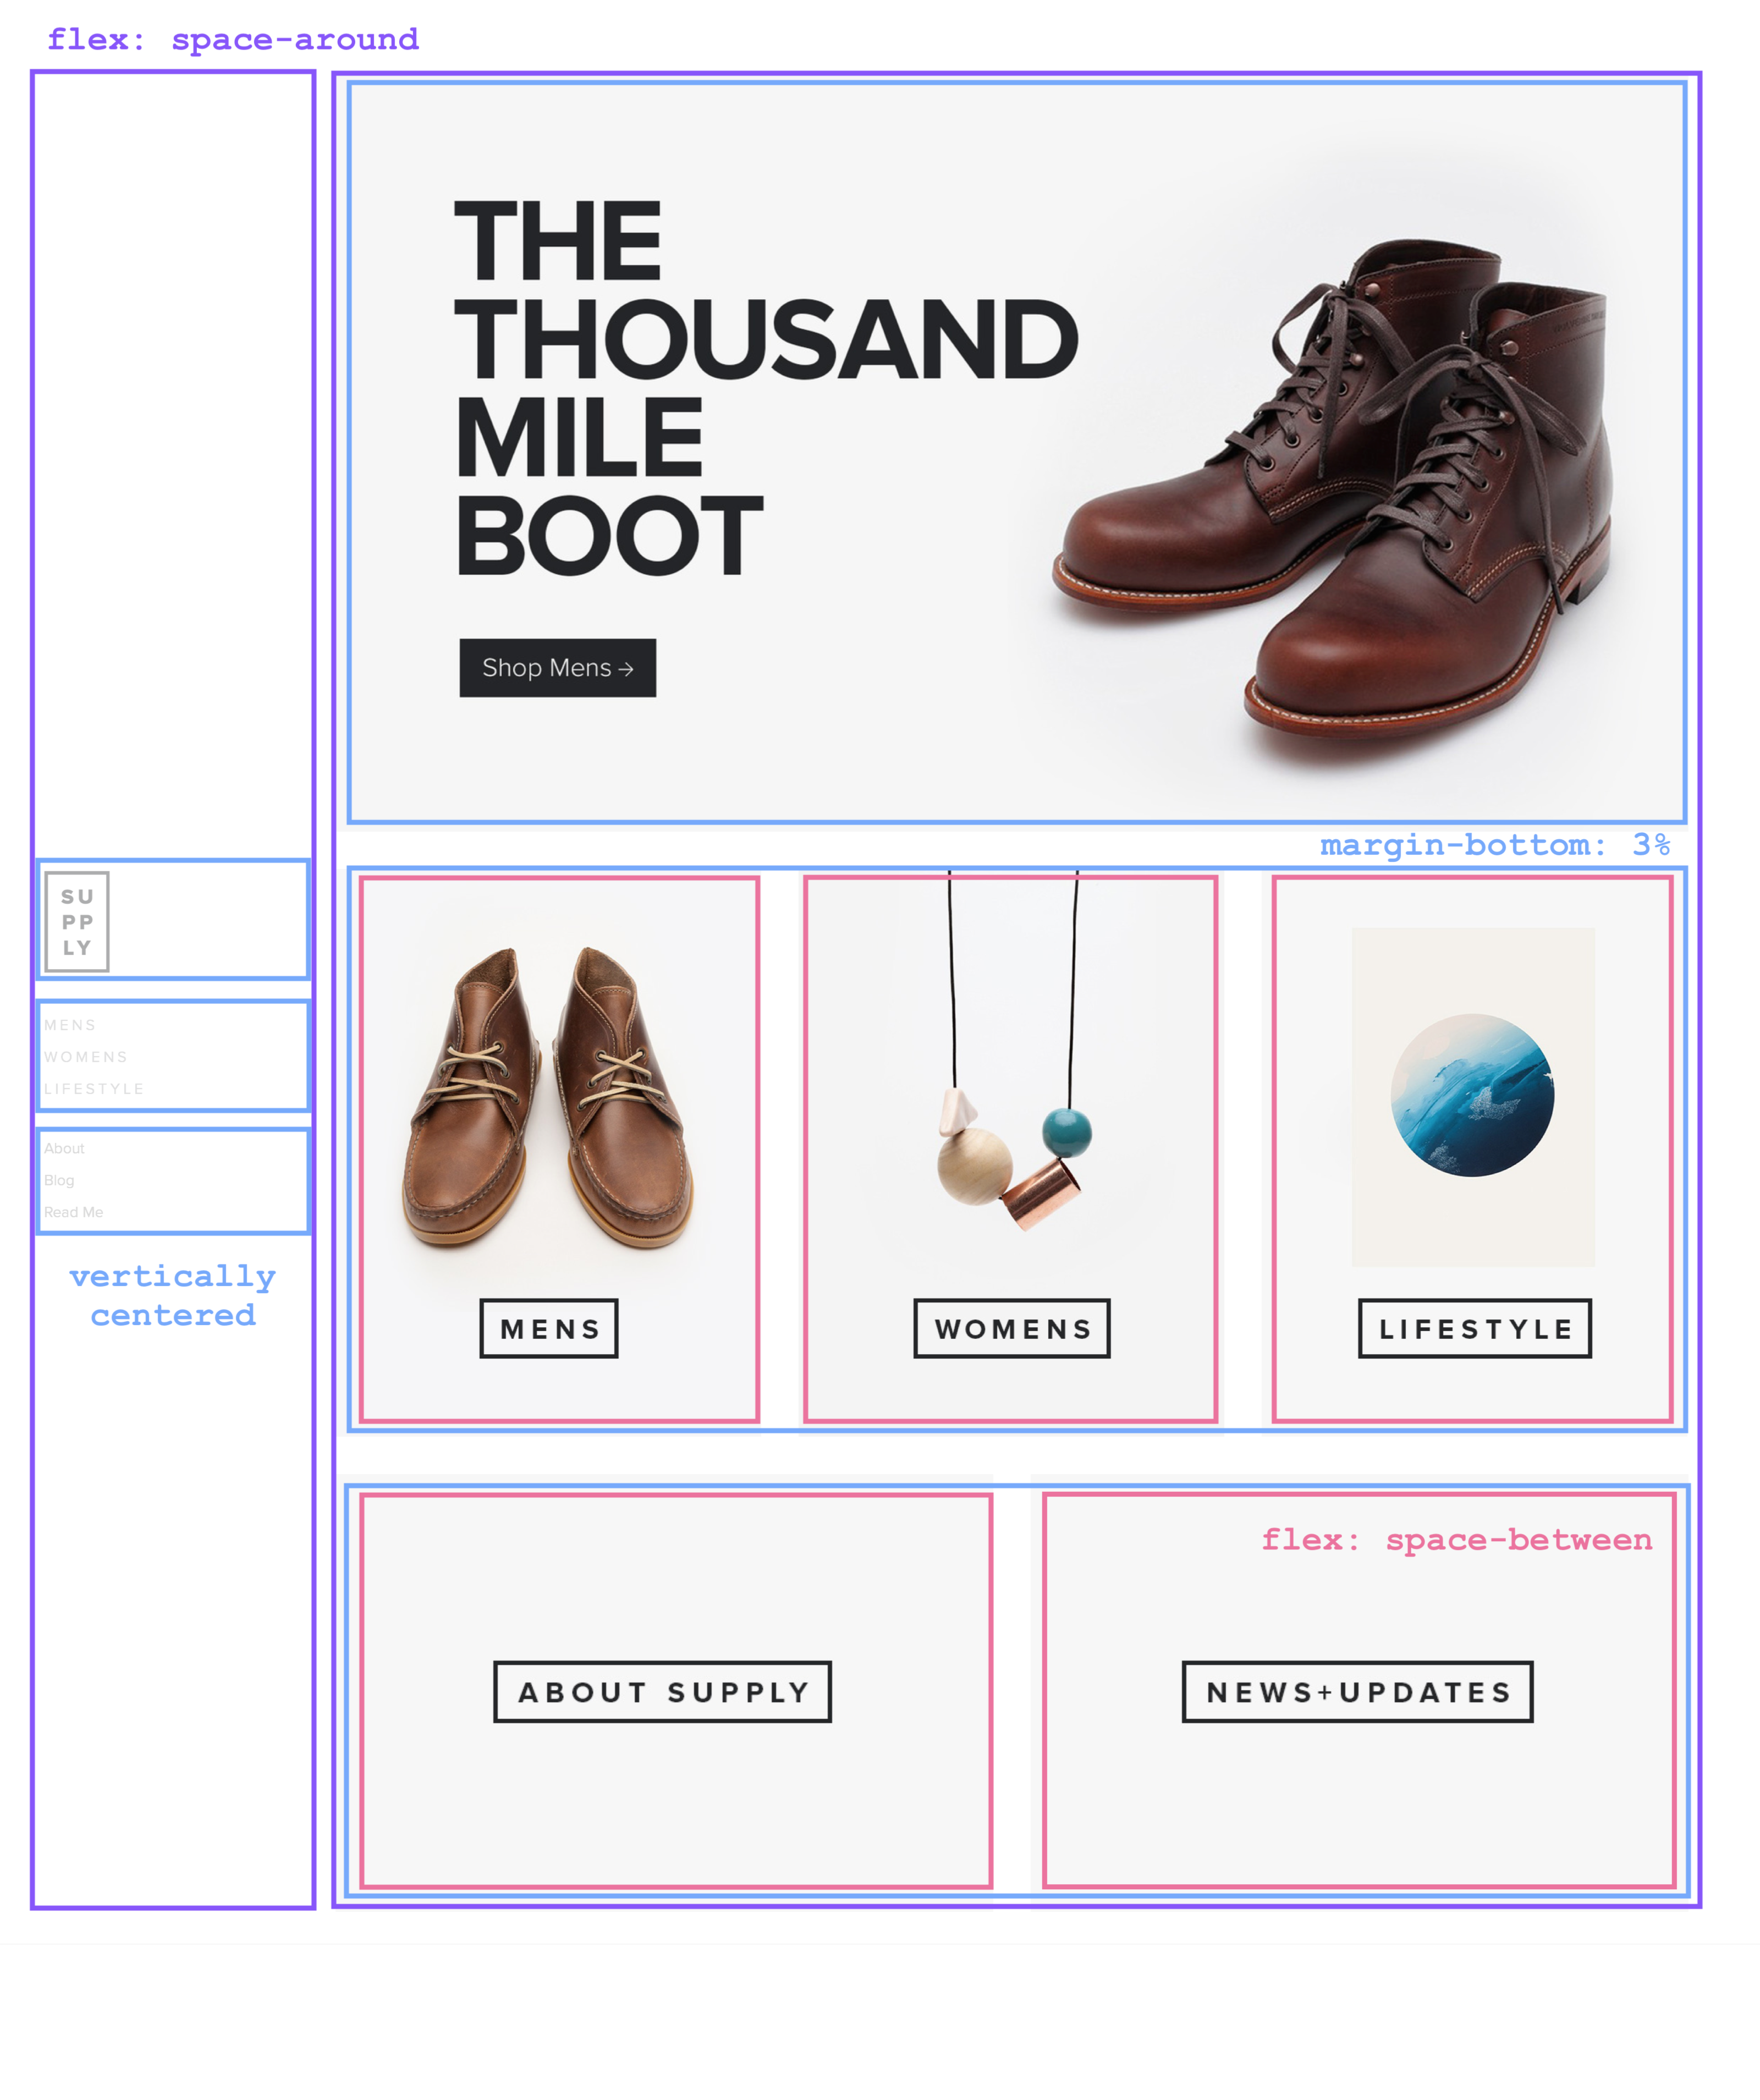 flex: space-around
THE
THOUSAND
MILE
BOOT
Shop Mens →
margin-bottom: 3%
SU
PP
LY
MENS
WOMENS
LIFESTYLE
About
Blog
Read Me
vertically
centered
MENS
WOMENS
LIFESTYLE
flex: space-between
ABOUT SUPPLY
NEWS+UPDATES